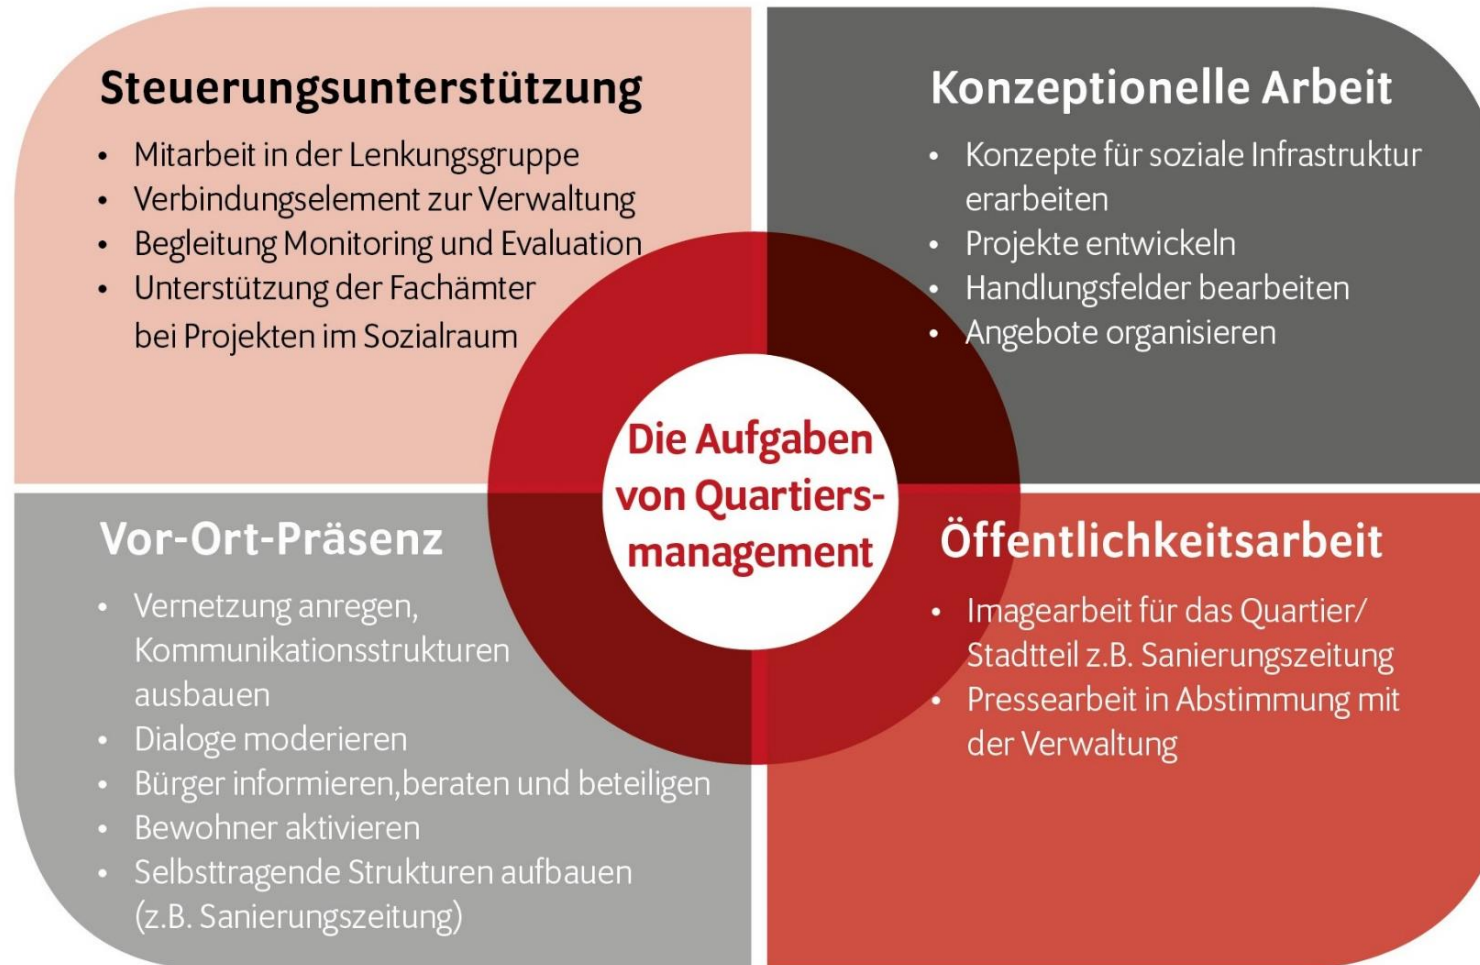 Steuerungsunterstützung
• Mitarbeit in der Lenkungsgruppe
• Verbindungselement zur Verwaltung
• Begleitung Monitoring und Evaluation
• Unterstützung der Fachämter
bei Projekten im Sozialraum
Konzeptionelle Arbeit
• Konzepte für soziale Infrastruktur
erarbeiten
• Projekte entwickeln
• Handlungsfelder bearbeiten
• Angebote organisieren
Die Aufgaben
von Quartiers-
management
Vor-Ort-Präsenz
• Vernetzung anregen,
Kommunikationsstrukturen
ausbauen
• Dialoge moderieren
• Bürger informieren,beraten und beteiligen
• Bewohner aktivieren
• Selbsttragende Strukturen aufbauen
(z.B. Sanierungszeitung)
Öffentlichkeitsarbeit
• Imagearbeit für das Quartier/
Stadtteil z.B. Sanierungszeitung
• Pressearbeit in Abstimmung mit
der Verwaltung